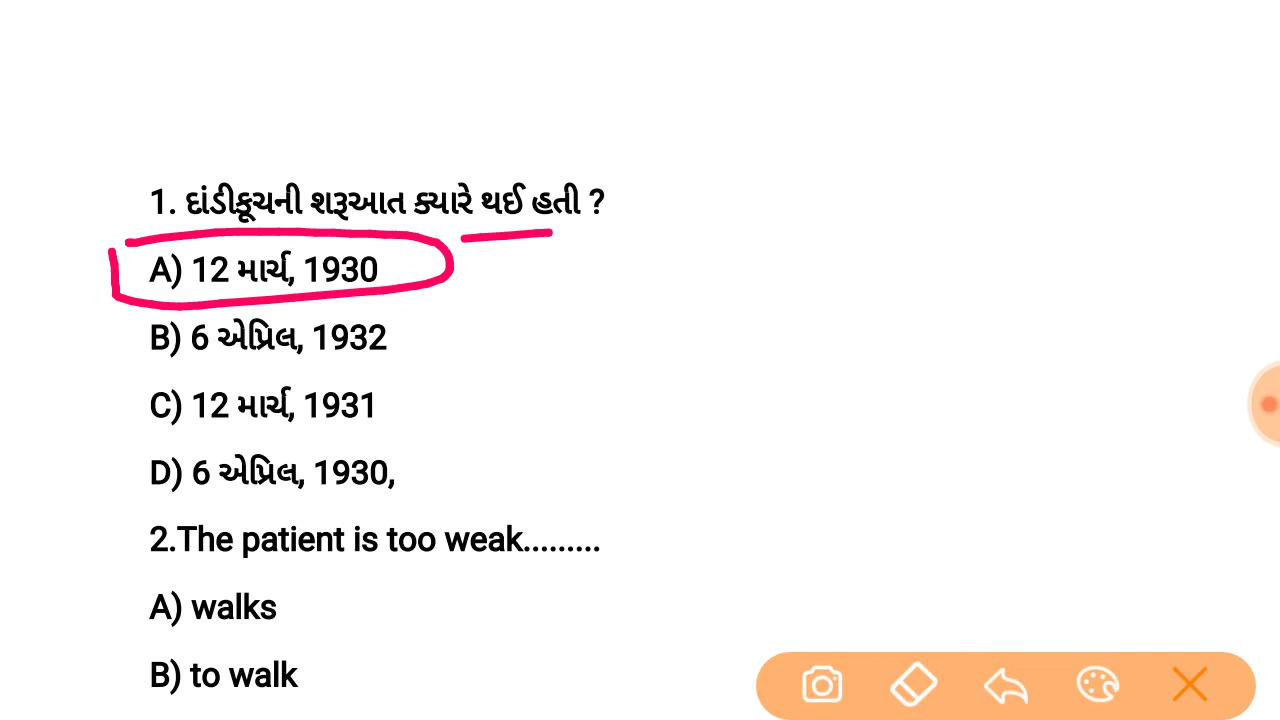 1. દાંડીકૂચની શરૂઆત ક્યારે થઈ હતી ?
A) 12 માર્ચ, 1930
B) 6 એપ્રિલ, 1932
C) 12 માર્ચ, 1931
D) 6 એપ્રિલ, 1930,
2.The patient is too weak.........
A) walks
B) to walk